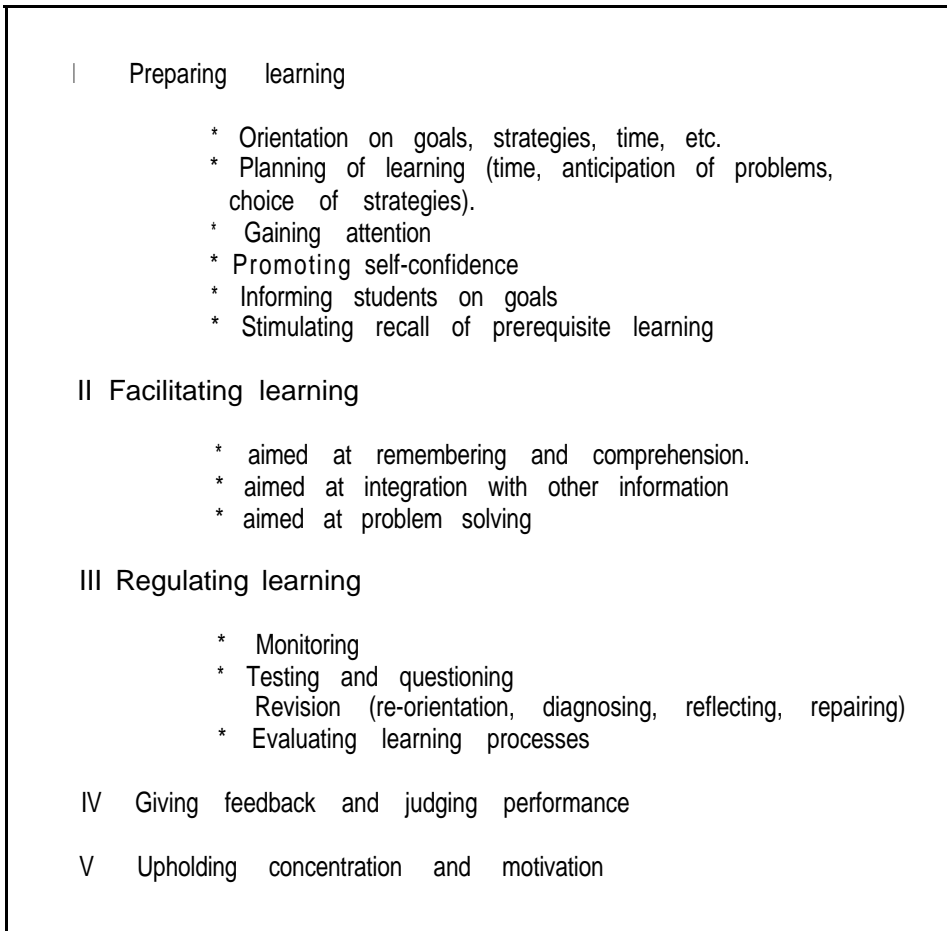 I Preparing learning
* Orientation on goals, strategies, time, etc.
* Planning of learning (time, anticipation of problems,
choice of strategies).
* Gaining attention
* Promoting self-confidence
* Informing students on goals
* Stimulating recall of prerequisite learning
II Facilitating learning
* aimed at remembering and comprehension.
* aimed at integration with other information
* aimed at problem solving
III Regulating learning
* Monitoring
* Testing and questioning
Revision (re-orientation, diagnosing, reflecting, repairing)
* Evaluating learning processes
IV Giving feedback and judging performance
V Upholding concentration and motivation